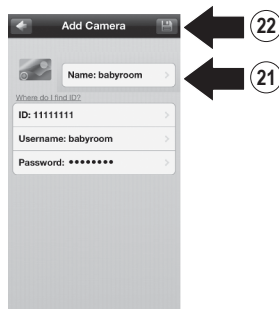 Add Camera
22
Name: babyroom
21
Where do I find ID?
ID: 11111111
Username: babyroom
Password: ••••••••